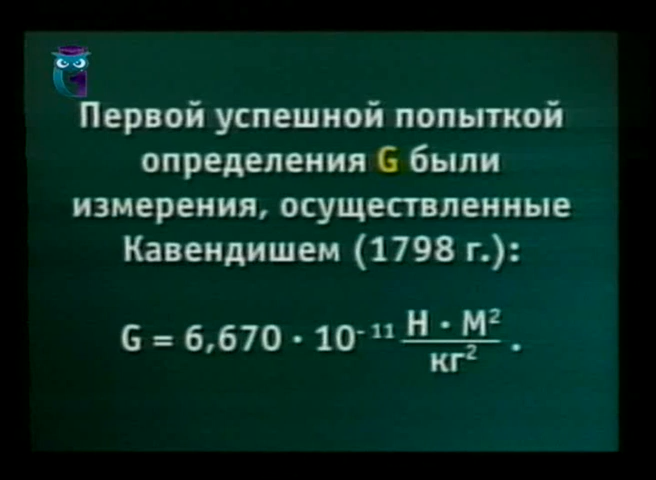 Первой успешной попыткой
определения G были
измерения, осуществленные
Кавендишем (1798 г.):
G = 6,670 · 10⁻¹¹ Н · М² / кг² .